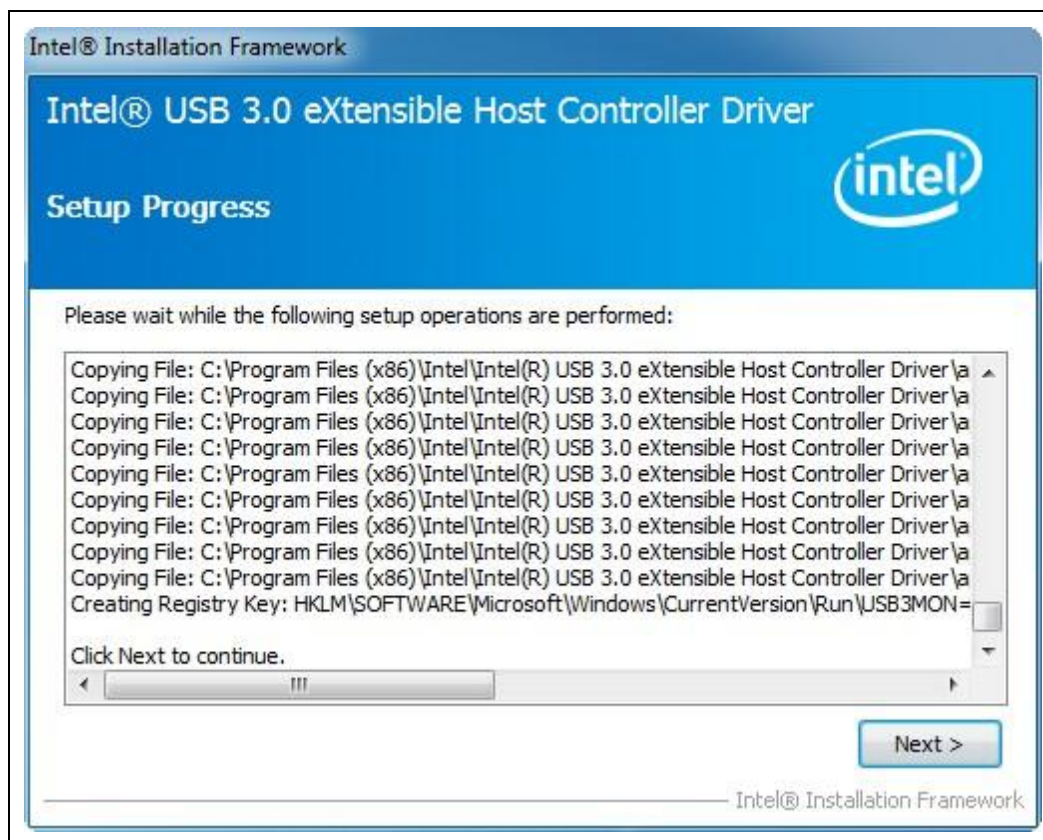 Intel® Installation Framework
Intel® USB 3.0 eXtensible Host Controller Driver
intel
Setup Progress
Please wait while the following setup operations are performed:
Copying File: C:\Program Files (x86)\Intel\Intel(R) USB 3.0 eXtensible Host Controller Driver\a
Copying File: C:\Program Files (x86)\Intel\Intel(R) USB 3.0 eXtensible Host Controller Driver\a
Copying File: C:\Program Files (x86)\Intel\Intel(R) USB 3.0 eXtensible Host Controller Driver\a
Copying File: C:\Program Files (x86)\Intel\Intel(R) USB 3.0 eXtensible Host Controller Driver\a
Copying File: C:\Program Files (x86)\Intel\Intel(R) USB 3.0 eXtensible Host Controller Driver\a
Copying File: C:\Program Files (x86)\Intel\Intel(R) USB 3.0 eXtensible Host Controller Driver\a
Copying File: C:\Program Files (x86)\Intel\Intel(R) USB 3.0 eXtensible Host Controller Driver\a
Copying File: C:\Program Files (x86)\Intel\Intel(R) USB 3.0 eXtensible Host Controller Driver\a
Copying File: C:\Program Files (x86)\Intel\Intel(R) USB 3.0 eXtensible Host Controller Driver\a
Creating Registry Key: HKLM\SOFTWARE\Microsoft\Windows\CurrentVersion\Run\USB3MON=
Click Next to continue.
Next >
Intel® Installation Framework